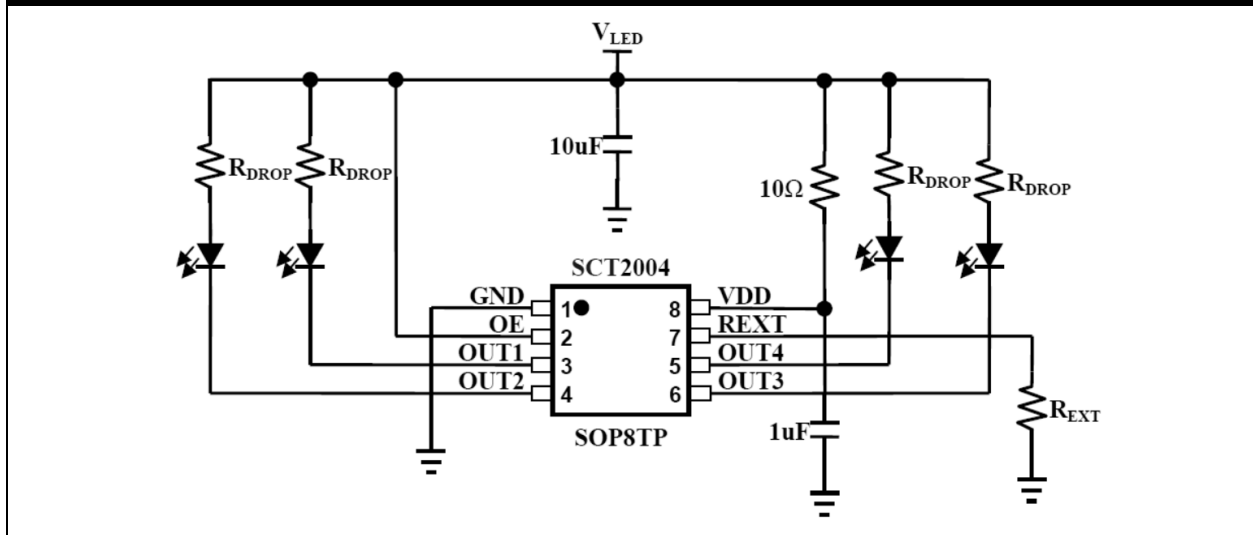 VLED
10uF
RDROP
RDROP
10Ω
RDROP
RDROP
SCT2004
GND
1
8
VDD
OE
2
7
REXT
OUT1
3
5
OUT4
OUT2
4
6
OUT3
SOP8TP
1uF
REXT